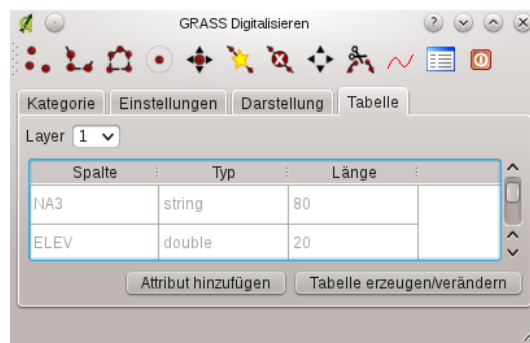 GRASS Digitalisieren
Kategorie Einstellungen Darstellung Tabelle
Layer 1
Spalte Typ Länge
NA3 string 80
ELEV double 20
Attribut hinzufügen Tabelle erzeugen/verändern